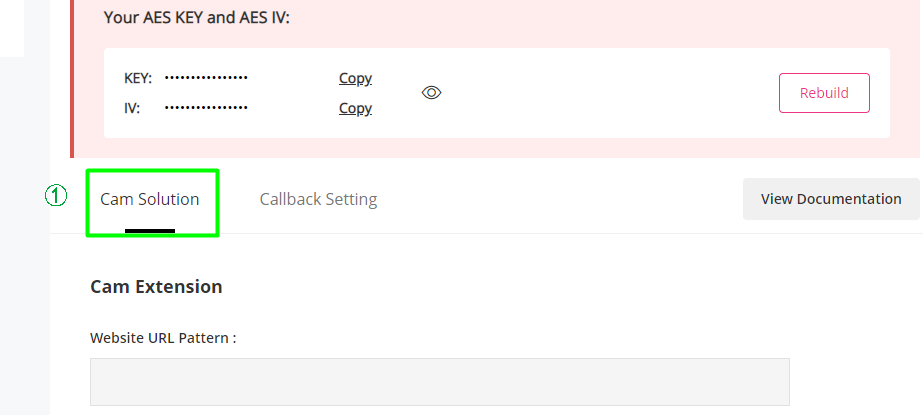 Your AES KEY and AES IV:
KEY: •••••••••••••••• Copy
IV: •••••••••••••••• Copy
Rebuild
① Cam Solution Callback Setting View Documentation
Cam Extension
Website URL Pattern :